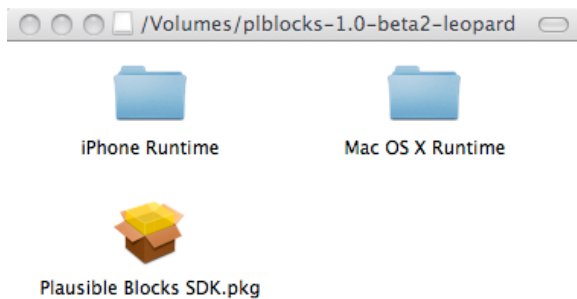 /Volumes/plblocks-1.0-beta2-leopard
iPhone Runtime
Mac OS X Runtime
Plausible Blocks SDK.pkg